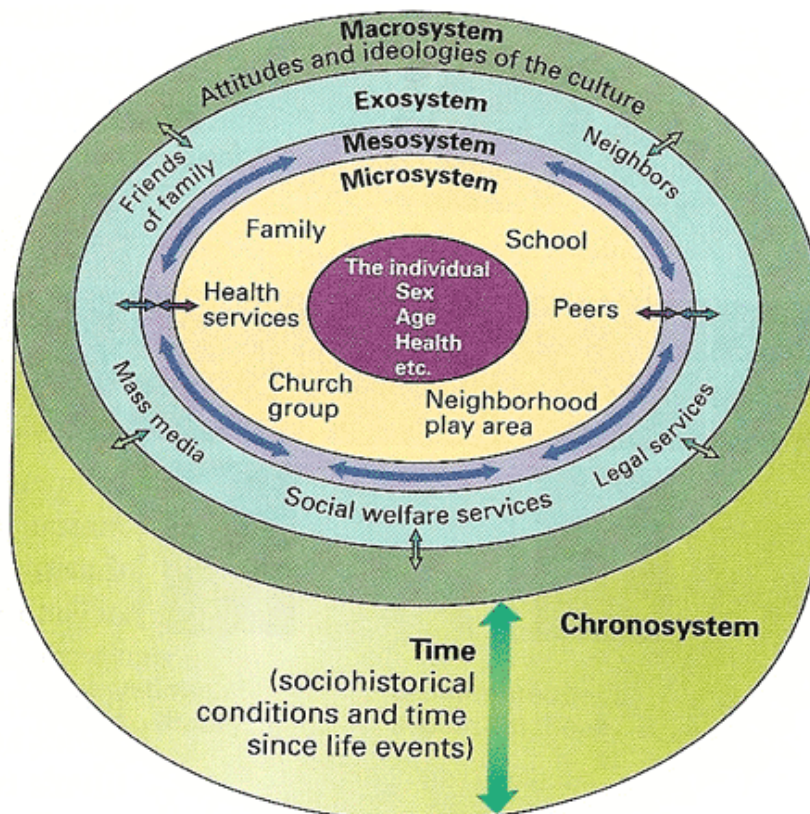 Macrosystem
Attitudes and ideologies of the culture
Exosystem
Mesosystem
Microsystem
Friends
of family
Neighbors
Family
School
The individual
Sex
Age
Health
etc.
Health
services
Peers
Church
group
Neighborhood
play area
Mass media
Legal services
Social welfare services
Chronosystem
Time
(sociohistorical
conditions and time
since life events)